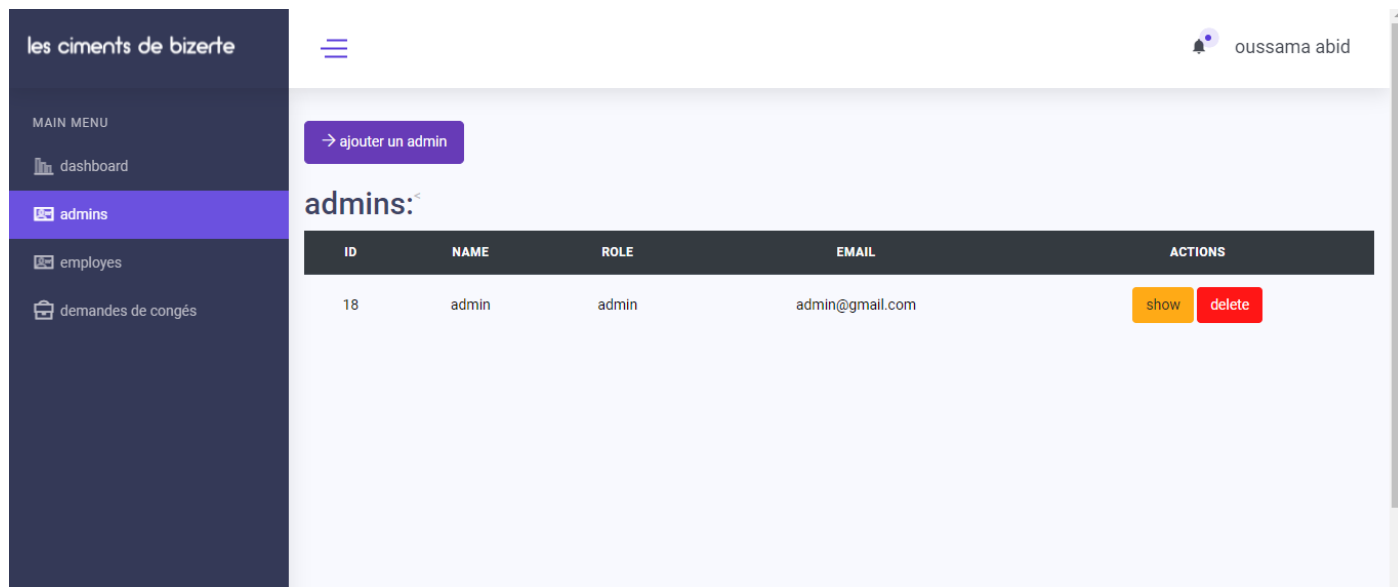 les ciments de bizerte
oussama abid
MAIN MENU
dashboard
admins
employes
demandes de congés
→ ajouter un admin
admins:<
ID NAME ROLE EMAIL ACTIONS
18 admin admin admin@gmail.com show delete